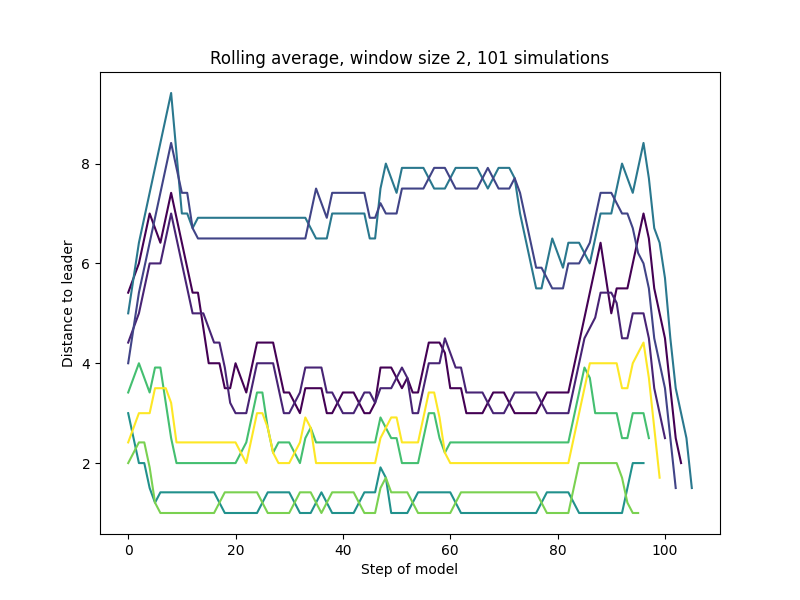 Rolling average, window size 2, 101 simulations
8
6
4
2
Distance to leader
0 20 40 60 80 100
Step of model